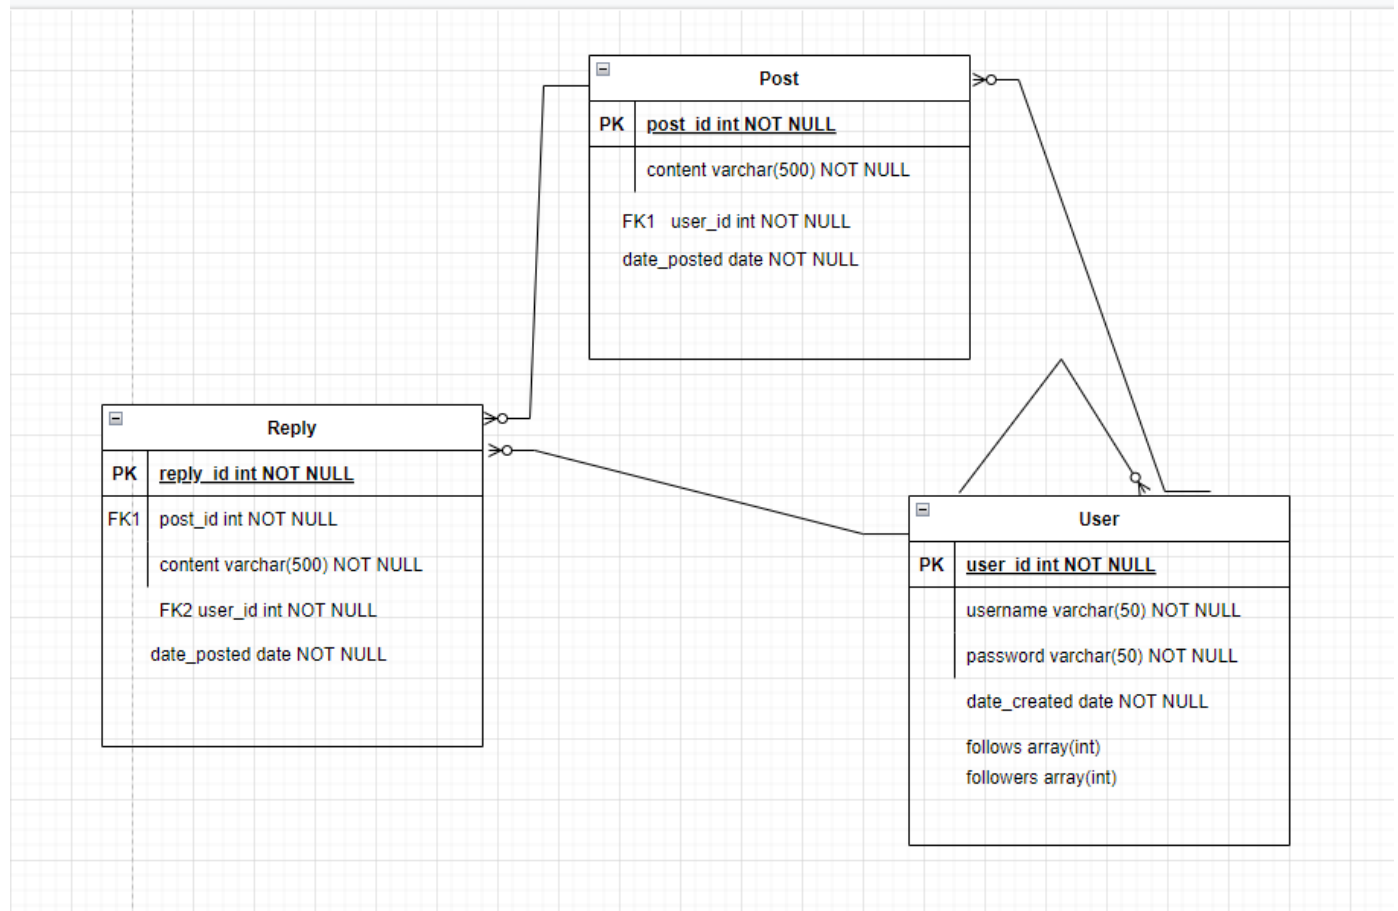 Post
PK post_id int NOT NULL
content varchar(500) NOT NULL
FK1 user_id int NOT NULL
date_posted date NOT NULL
Reply
PK reply_id int NOT NULL
FK1 post_id int NOT NULL
content varchar(500) NOT NULL
FK2 user_id int NOT NULL
date_posted date NOT NULL
User
PK user_id int NOT NULL
username varchar(50) NOT NULL
password varchar(50) NOT NULL
date_created date NOT NULL
follows array(int)
followers array(int)